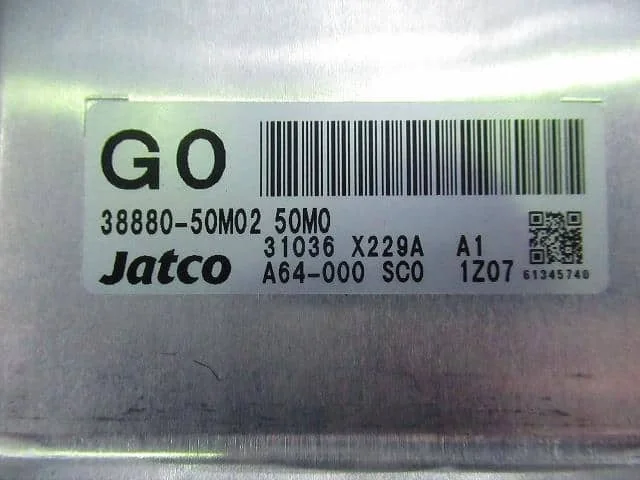 G0
38880-50M02 50M0
31036 X229A A1
Jatco A64-000 SC0 1Z07
61345740